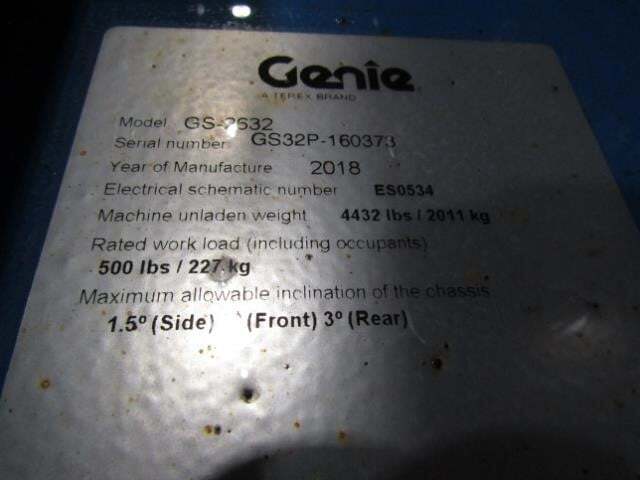 Genie
A TEREX BRAND
Model GS-2632
Serial number GS32P-160373
Year of Manufacture 2018
Electrical schematic number ES0534
Machine unladen weight 4432 lbs / 2011 kg
Rated work load (including occupants)
500 lbs / 227 kg
Maximum allowable inclination of the chassis
1.5º (Side) (Front) 3º (Rear)